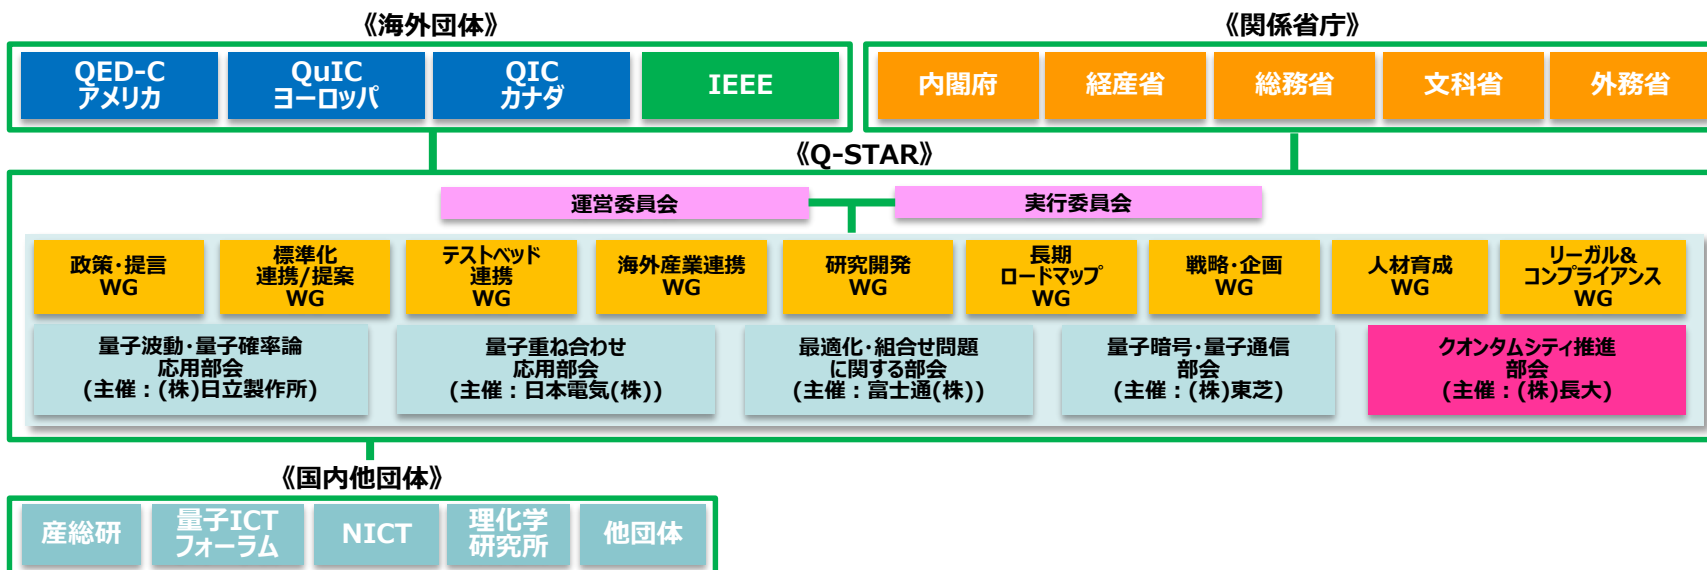 《海外団体》
《関係省庁》
QED-C
アメリカ
QuIC
ヨーロッパ
QIC
カナダ
IEEE
内閣府
経産省
総務省
文科省
外務省
《Q-STAR》
運営委員会
実行委員会
政策・提言
WG
標準化
連携/提案
WG
テストベッド
連携
WG
海外産業連携
WG
研究開発
WG
長期
ロードマップ
WG
戦略・企画
WG
人材育成
WG
リーガル&
コンプライアンス
WG
量子波動・量子確率論
応用部会
(主催：(株)日立製作所)
量子重ね合わせ
応用部会
(主催：日本電気(株))
最適化・組合せ問題
に関する部会
(主催：富士通(株))
量子暗号・量子通信
部会
(主催：(株)東芝)
クオンタムシティ推進
部会
(主催：(株)長大)
《国内他団体》
産総研
量子ICT
フォーラム
NICT
理化学
研究所
他団体